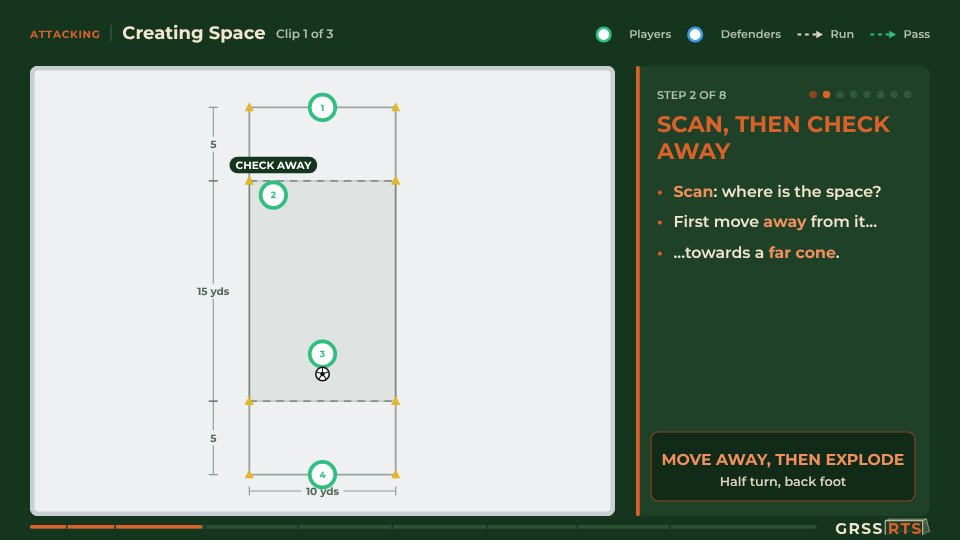 ATTACKING
Creating Space Clip 1 of 3
Players Defenders Run Pass
1
5
CHECK AWAY
2
15 yds
3
5
4
10 yds
STEP 2 OF 8
SCAN, THEN CHECK
AWAY
• Scan: where is the space?
• First move away from it...
• ...towards a far cone.
MOVE AWAY, THEN EXPLODE
Half turn, back foot
GRSSRTS